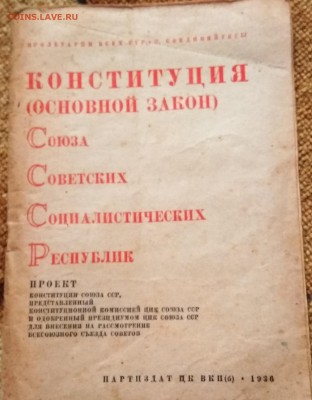 COINS.LAVE.RU
ПРОЛЕТАРИИ ВСЕХ СТРАН, СОЕДИНЯЙТЕСЬ!
КОНСТИТУЦИЯ
(ОСНОВНОЙ ЗАКОН)
СОЮЗА
СОВЕТСКИХ
СОЦИАЛИСТИЧЕСКИХ
РЕСПУБЛИК
ПРОЕКТ
КОНСТИТУЦИИ СОЮЗА ССР,
ПРЕДСТАВЛЕННЫЙ
КОНСТИТУЦИОННОЙ КОМИССИЕЙ ЦИК СОЮЗА ССР
И ОДОБРЕННЫЙ ПРЕЗИДИУМОМ ЦИК СОЮЗА ССР
ДЛЯ ВНЕСЕНИЯ НА РАССМОТРЕНИЕ
ВСЕСОЮЗНОГО СЪЕЗДА СОВЕТОВ
ПАРТИЗДАТ ЦК ВКП(б) • 1936